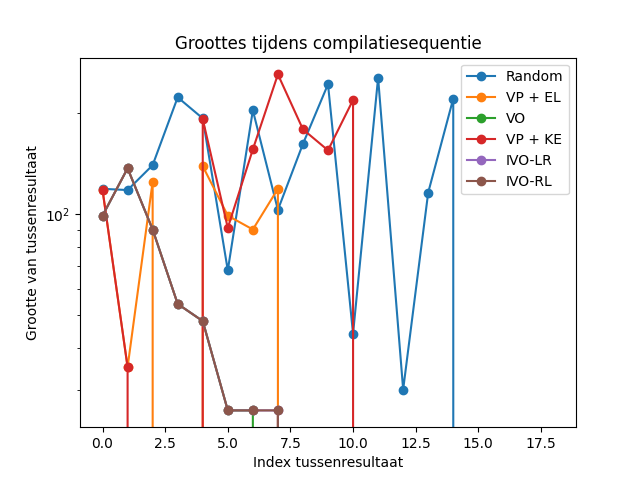 Groottes tijdens compilatiesequentie
Grootte van tussenresultaat
10²
Random
VP + EL
VO
VP + KE
IVO-LR
IVO-RL
0.0 2.5 5.0 7.5 10.0 12.5 15.0 17.5
Index tussenresultaat